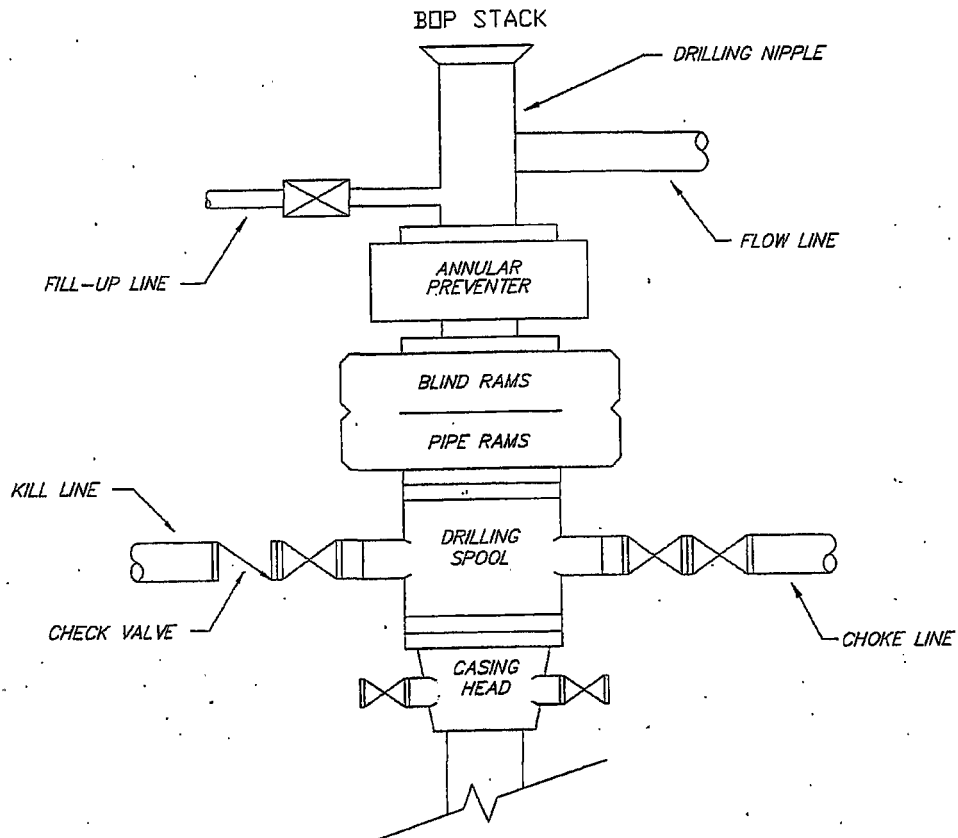 BOP STACK
DRILLING NIPPLE
FLOW LINE
FILL-UP LINE
ANNULAR
PREVENTER
BLIND RAMS
PIPE RAMS
KILL LINE
DRILLING
SPOOL
CHECK VALVE
CHOKE LINE
CASING
HEAD